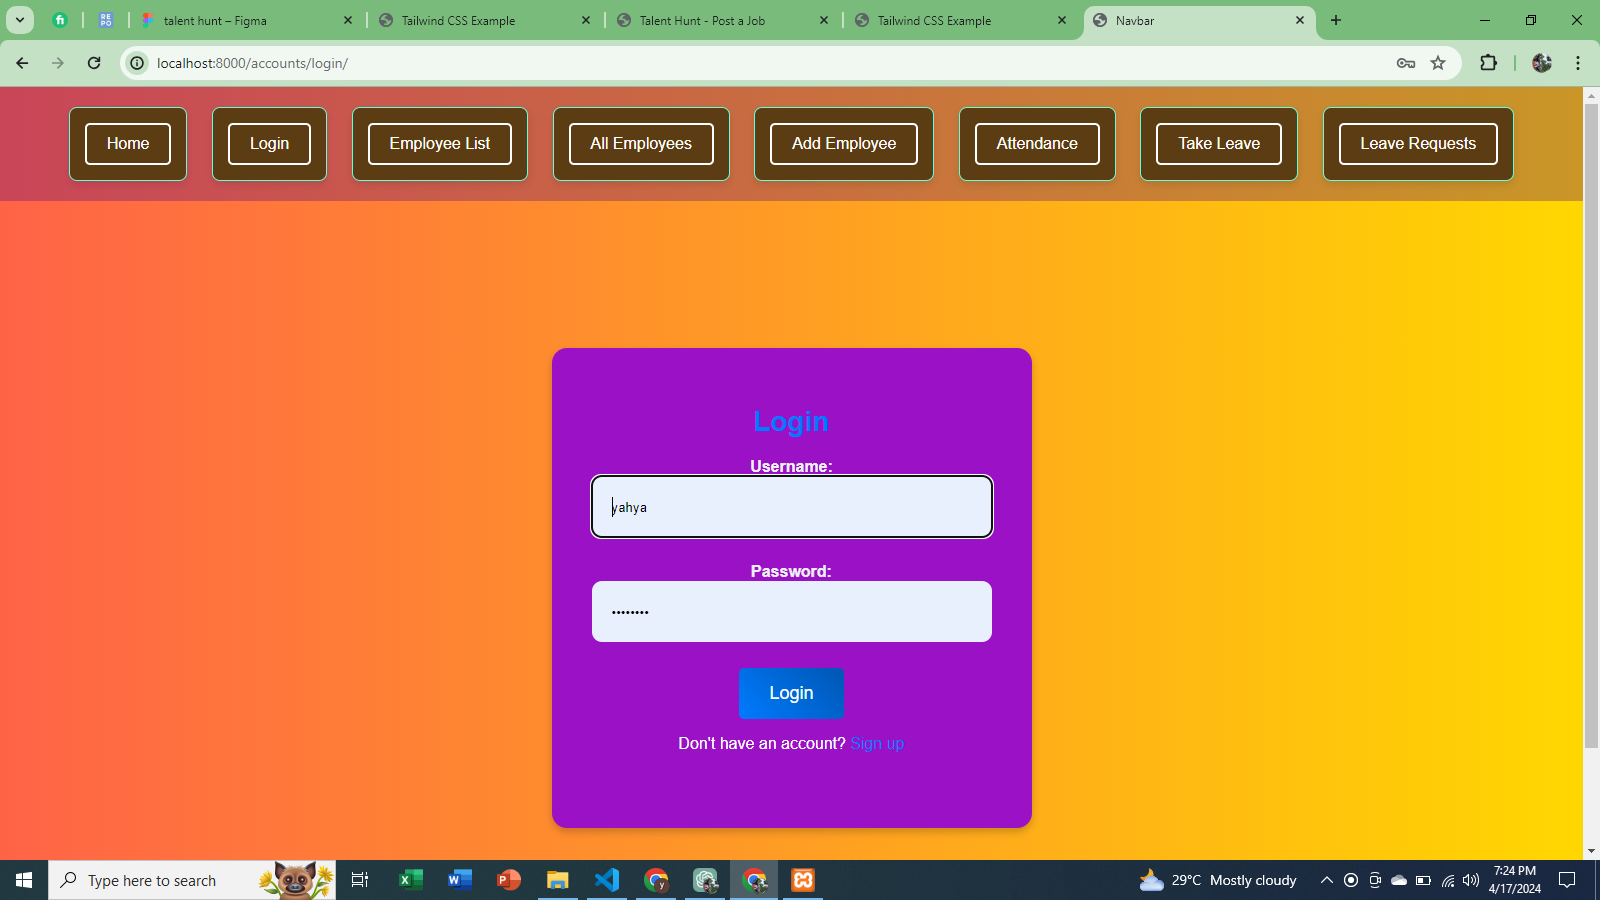 talent hunt – Figma
Tailwind CSS Example
Talent Hunt - Post a Job
Tailwind CSS Example
Navbar
RE
PO
localhost:8000/accounts/login/
Home
Login
Employee List
All Employees
Add Employee
Attendance
Take Leave
Leave Requests
Login
Username:
yahya
Password:
••••••••
Login
Don't have an account? Sign up
Type here to search
29°C Mostly cloudy
7:24 PM
4/17/2024